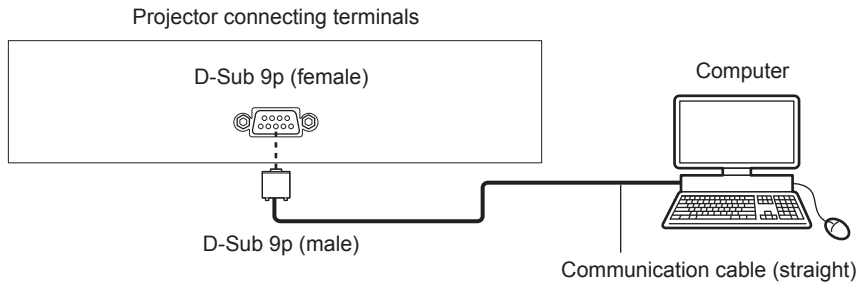 Projector connecting terminals
D-Sub 9p (female)
Computer
D-Sub 9p (male)
Communication cable (straight)